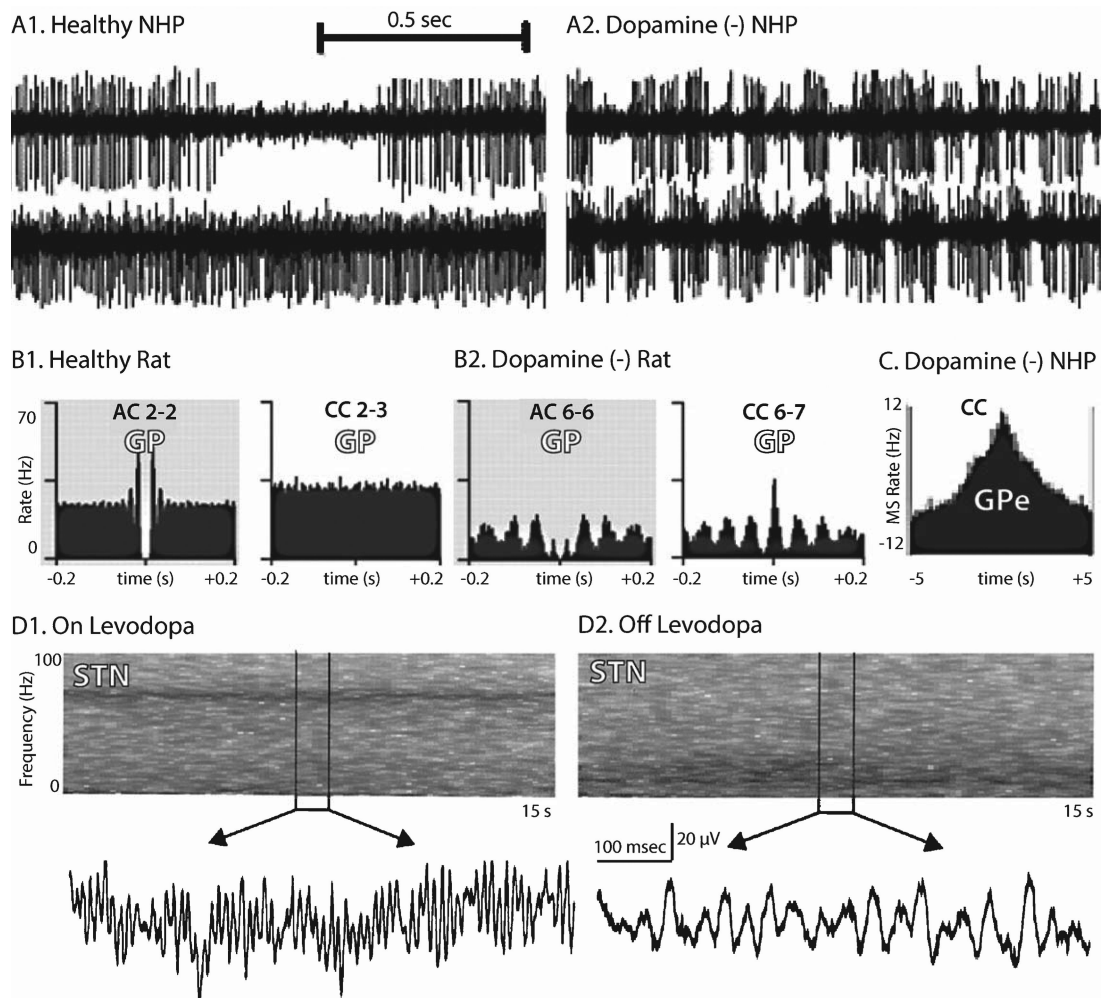 A1. Healthy NHP
0.5 sec
A2. Dopamine (-) NHP
B1. Healthy Rat
B2. Dopamine (-) Rat
C. Dopamine (-) NHP
70
Rate (Hz)
0
AC 2-2
GP
-0.2 time (s) +0.2
CC 2-3
GP
-0.2 time (s) +0.2
AC 6-6
GP
-0.2 time (s) +0.2
CC 6-7
GP
-0.2 time (s) +0.2
12
MS Rate (Hz)
-12
CC
GPe
-5 time (s) +5
D1. On Levodopa
D2. Off Levodopa
100
Frequency (Hz)
0
STN
15 s
STN
15 s
100 msec
20 μV